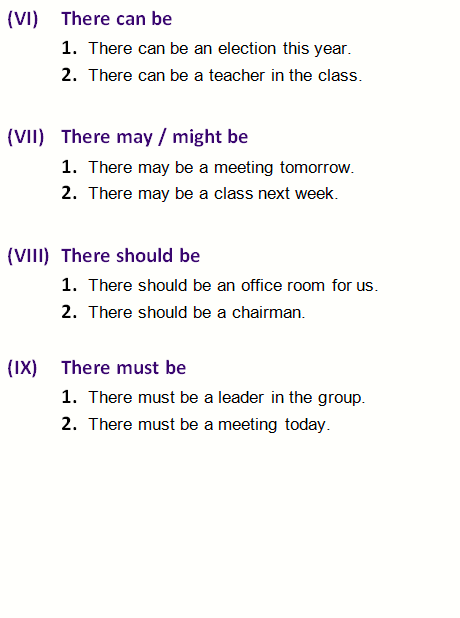 (VI) There can be
1. There can be an election this year.
2. There can be a teacher in the class.
(VII) There may / might be
1. There may be a meeting tomorrow.
2. There may be a class next week.
(VIII) There should be
1. There should be an office room for us.
2. There should be a chairman.
(IX) There must be
1. There must be a leader in the group.
2. There must be a meeting today.